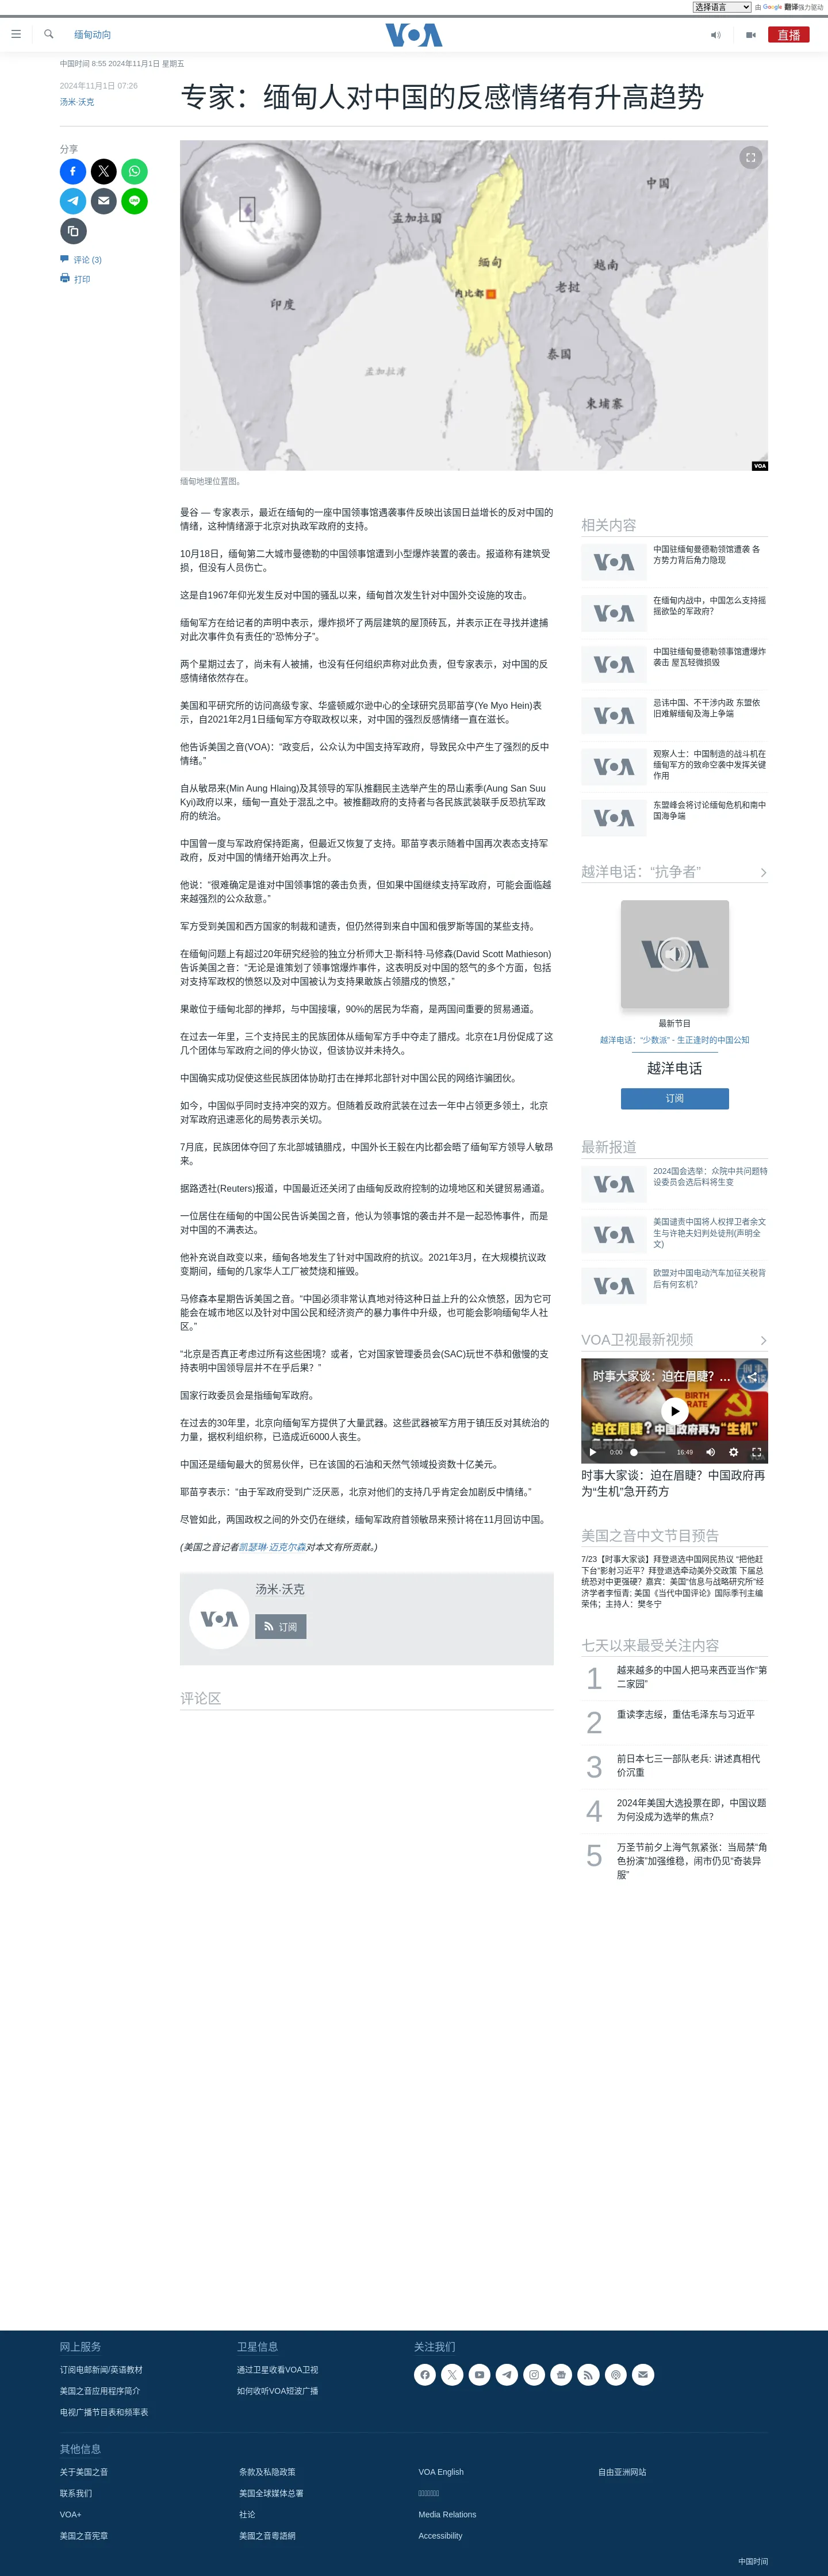 选择语言 由 Google 翻译强力驱动
缅甸动向
VOA
直播
中国时间 8:55 2024年11月1日 星期五
2024年11月1日 07:26
汤米·沃克
专家：缅甸人对中国的反感情绪有升高趋势
分享
评论 (3)
打印
中国
孟加拉国
缅甸
越南
老挝
内比都
印度
泰国
孟加拉湾
柬埔寨
VOA
缅甸地理位置图。
曼谷 — 专家表示，最近在缅甸的一座中国领事馆遇袭事件反映出该国日益增长的反对中国的
情绪，这种情绪源于北京对执政军政府的支持。
10月18日，缅甸第二大城市曼德勒的中国领事馆遭到小型爆炸装置的袭击。报道称有建筑受
损，但没有人员伤亡。
这是自1967年仰光发生反对中国的骚乱以来，缅甸首次发生针对中国外交设施的攻击。
缅甸军方在给记者的声明中表示，爆炸损坏了两层建筑的屋顶砖瓦，并表示正在寻找并逮捕
对此次事件负有责任的“恐怖分子”。
两个星期过去了，尚未有人被捕，也没有任何组织声称对此负责，但专家表示，对中国的反
感情绪依然存在。
美国和平研究所的访问高级专家、华盛顿威尔逊中心的全球研究员耶苗亨(Ye Myo Hein)表
示，自2021年2月1日缅甸军方夺取政权以来，对中国的强烈反感情绪一直在滋长。
他告诉美国之音(VOA)：“政变后，公众认为中国支持军政府，导致民众中产生了强烈的反中
情绪。”
自从敏昂来(Min Aung Hlaing)及其领导的军队推翻民主选举产生的昂山素季(Aung San Suu
Kyi)政府以来，缅甸一直处于混乱之中。被推翻政府的支持者与各民族武装联手反恐抗军政
府的统治。
中国曾一度与军政府保持距离，但最近又恢复了支持。耶苗亨表示随着中国再次表态支持军
政府，反对中国的情绪开始再次上升。
他说：“很难确定是谁对中国领事馆的袭击负责，但如果中国继续支持军政府，可能会面临越
来越强烈的公众敌意。”
军方受到美国和西方国家的制裁和谴责，但仍然得到来自中国和俄罗斯等国的某些支持。
在缅甸问题上有超过20年研究经验的独立分析师大卫·斯科特·马修森(David Scott Mathieson)
告诉美国之音：“无论是谁策划了领事馆爆炸事件，这表明反对中国的怒气的多个方面，包括
对支持军政权的愤怒以及对中国被认为支持果敢族占领腊戍的愤怒，”
果敢位于缅甸北部的掸邦，与中国接壤，90%的居民为华裔，是两国间重要的贸易通道。
在过去一年里，三个支持民主的民族团体从缅甸军方手中夺走了腊戍。北京在1月份促成了这
几个团体与军政府之间的停火协议，但该协议并未持久。
中国确实成功促使这些民族团体协助打击在掸邦北部针对中国公民的网络诈骗团伙。
如今，中国似乎同时支持冲突的双方。但随着反政府武装在过去一年中占领更多领土，北京
对军政府迅速恶化的局势表示关切。
7月底，民族团体夺回了东北部城镇腊戍，中国外长王毅在内比都会晤了缅甸军方领导人敏昂
来。
据路透社(Reuters)报道，中国最近还关闭了由缅甸反政府控制的边境地区和关键贸易通道。
一位居住在缅甸的中国公民告诉美国之音，他认为领事馆的袭击并不是一起恐怖事件，而是
对中国的不满表达。
他补充说自政变以来，缅甸各地发生了针对中国政府的抗议。2021年3月，在大规模抗议政
变期间，缅甸的几家华人工厂被焚烧和摧毁。
马修森本星期告诉美国之音。“中国必须非常认真地对待这种日益上升的公众愤怒，因为它可
能会在城市地区以及针对中国公民和经济资产的暴力事件中升级，也可能会影响缅甸华人社
区。”
“北京是否真正考虑过所有这些困境？或者，它对国家管理委员会(SAC)玩世不恭和傲慢的支
持表明中国领导层并不在乎后果？”
国家行政委员会是指缅甸军政府。
在过去的30年里，北京向缅甸军方提供了大量武器。这些武器被军方用于镇压反对其统治的
力量，据权利组织称，已造成近6000人丧生。
中国还是缅甸最大的贸易伙伴，已在该国的石油和天然气领域投资数十亿美元。
耶苗亨表示：“由于军政府受到广泛厌恶，北京对他们的支持几乎肯定会加剧反中情绪。”
尽管如此，两国政权之间的外交仍在继续，缅甸军政府首领敏昂来预计将在11月回访中国。
(美国之音记者凯瑟琳·迈克尔森对本文有所贡献。)
汤米·沃克
VOA
订阅
评论区
相关内容
VOA
中国驻缅甸曼德勒领馆遭袭 各
方势力背后角力隐现
VOA
在缅甸内战中，中国怎么支持摇
摇欲坠的军政府？
VOA
中国驻缅甸曼德勒领事馆遭爆炸
袭击 屋瓦轻微损毁
VOA
忌讳中国、不干涉内政 东盟依
旧难解缅甸及海上争端
VOA
观察人士：中国制造的战斗机在
缅甸军方的致命空袭中发挥关键
作用
VOA
东盟峰会将讨论缅甸危机和南中
国海争端
越洋电话：“抗争者”
VOA
最新节目
越洋电话：“少数派” - 生正逢时的中国公知
越洋电话
订阅
最新报道
VOA
2024国会选举：众院中共问题特
设委员会选后料将生变
VOA
美国谴责中国将人权捍卫者余文
生与许艳夫妇判处徒刑(声明全
文)
VOA
欧盟对中国电动汽车加征关税背
后有何玄机？
VOA卫视最新视频
时事大家谈：迫在眉睫？...
BIRTH RATE
迫在眉睫？中国政府再为“生机”
急开药方
0:00 16:49
时事大家谈：迫在眉睫？中国政府再
为“生机”急开药方
美国之音中文节目预告
7/23【时事大家谈】拜登退选中国网民热议 “把他赶
下台”影射习近平？拜登退选牵动美外交政策 下届总
统恐对中更强硬？嘉宾：美国“信息与战略研究所”经
济学者李恒青; 美国《当代中国评论》国际季刊主编
荣伟；主持人：樊冬宁
七天以来最受关注内容
1
越来越多的中国人把马来西亚当作“第
二家园”
2
重读李志绥，重估毛泽东与习近平
3
前日本七三一部队老兵: 讲述真相代
价沉重
4
2024年美国大选投票在即，中国议题
为何没成为选举的焦点？
5
万圣节前夕上海气氛紧张：当局禁“角
色扮演”加强维稳，闹市仍见“奇装异
服”
网上服务
订阅电邮新闻/英语教材
美国之音应用程序简介
电视广播节目表和频率表
卫星信息
通过卫星收看VOA卫视
如何收听VOA短波广播
关注我们
其他信息
关于美国之音
联系我们
VOA+
美国之音宪章
条款及私隐政策
美国全球媒体总署
社论
美國之音粵語網
VOA English
Media Relations
Accessibility
自由亚洲网站
中国时间